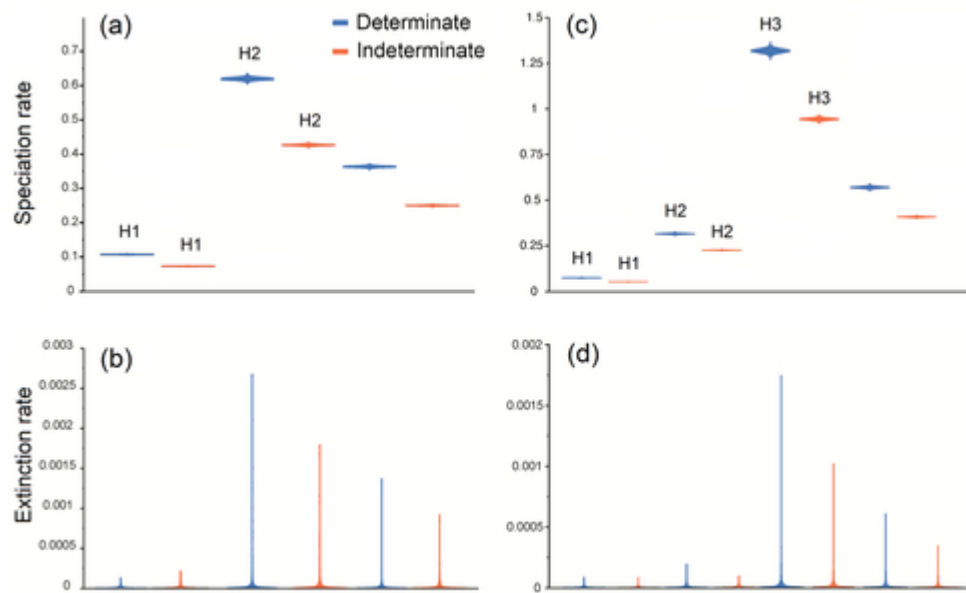 (a)
Determinate
Indeterminate
Speciation rate
0.7
0.6
0.5
0.4
0.3
0.2
0.1
0
H1
H1
H2
H2
(c)
1.5
1.25
1
0.75
0.5
0.25
0
H1
H1
H2
H2
H3
H3
(b)
Extinction rate
0.003
0.0025
0.002
0.0015
0.001
0.0005
0
(d)
0.002
0.0015
0.001
0.0005
0